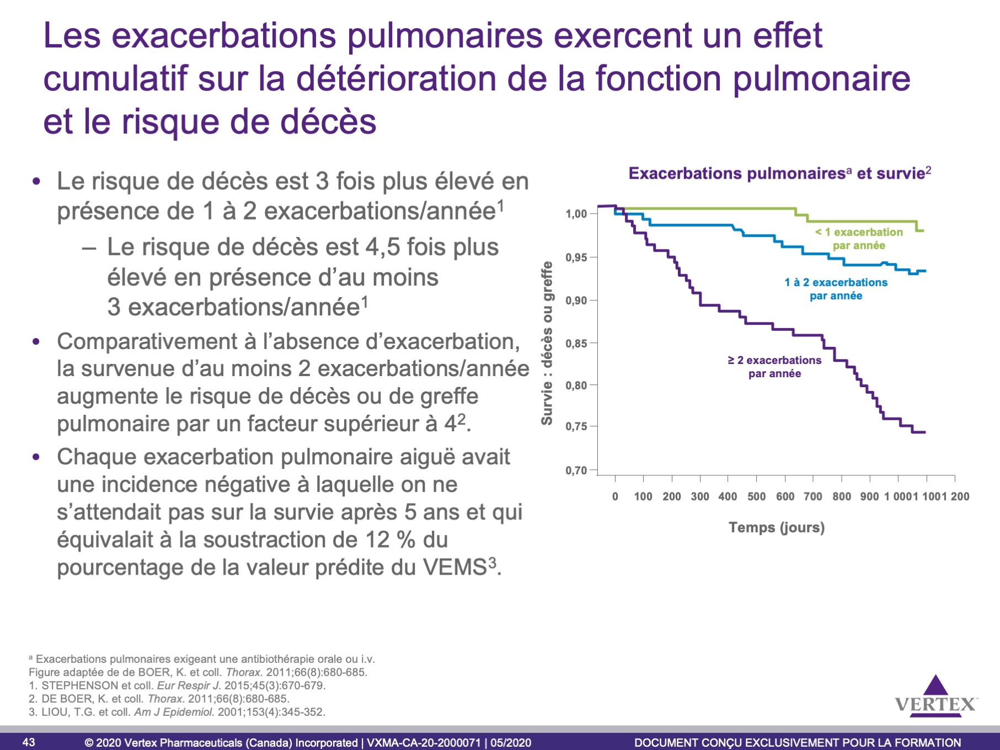 Les exacerbations pulmonaires exercent un effet
cumulatif sur la détérioration de la fonction pulmonaire
et le risque de décès
• Le risque de décès est 3 fois plus élevé en
présence de 1 à 2 exacerbations/année¹
– Le risque de décès est 4,5 fois plus
élevé en présence d’au moins
3 exacerbations/année¹
• Comparativement à l’absence d’exacerbation,
la survenue d’au moins 2 exacerbations/année
augmente le risque de décès ou de greffe
pulmonaire par un facteur supérieur à 4².
• Chaque exacerbation pulmonaire aiguë avait
une incidence négative à laquelle on ne
s’attendait pas sur la survie après 5 ans et qui
équivalait à la soustraction de 12 % du
pourcentage de la valeur prédite du VEMS³.
Exacerbations pulmonairesᵃ et survie²
Survie : décès ou greffe
1,00
0,95
0,90
0,85
0,80
0,75
0,70
< 1 exacerbation
par année
1 à 2 exacerbations
par année
≥ 2 exacerbations
par année
0 100 200 300 400 500 600 700 800 900 1 000 1 100 1 200
Temps (jours)
ᵃ Exacerbations pulmonaires exigeant une antibiothérapie orale ou i.v.
Figure adaptée de de BOER, K. et coll. Thorax. 2011;66(8):680-685.
1. STEPHENSON et coll. Eur Respir J. 2015;45(3):670-679.
2. DE BOER, K. et coll. Thorax. 2011;66(8):680-685.
3. LIOU, T.G. et coll. Am J Epidemiol. 2001;153(4):345-352.
VERTEX™
43 © 2020 Vertex Pharmaceuticals (Canada) Incorporated | VXMA-CA-20-2000071 | 05/2020 DOCUMENT CONÇU EXCLUSIVEMENT POUR LA FORMATION